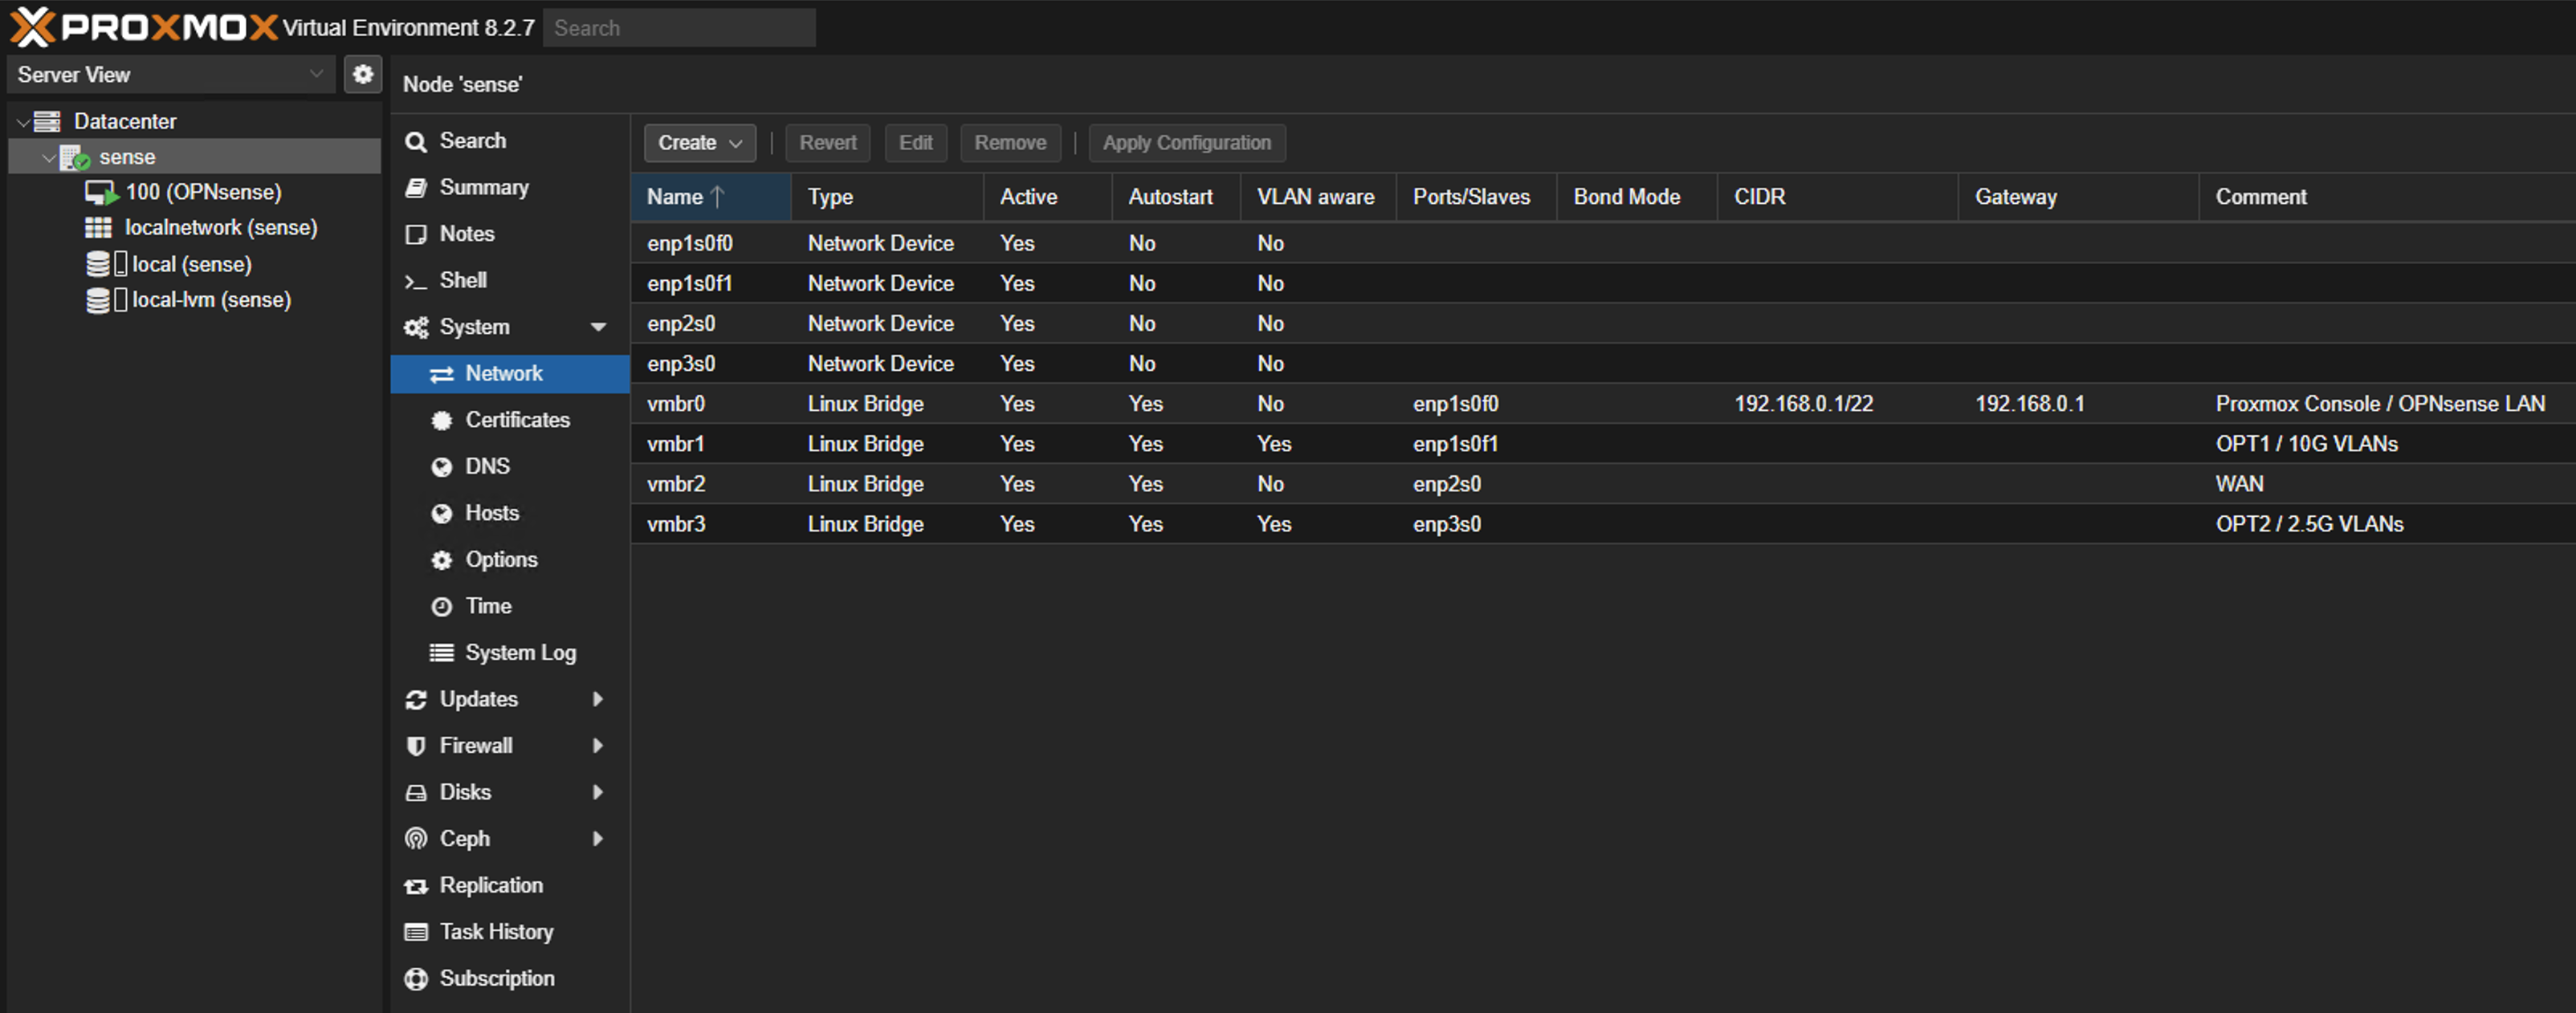 PROXMOX Virtual Environment 8.2.7 Search
Server View
Datacenter
sense
100 (OPNsense)
localnetwork (sense)
local (sense)
local-lvm (sense)
Node 'sense'
Search
Summary
Notes
Shell
System
Network
Certificates
DNS
Hosts
Options
Time
System Log
Updates
Firewall
Disks
Ceph
Replication
Task History
Subscription
Create Revert Edit Remove Apply Configuration
Name Type Active Autostart VLAN aware Ports/Slaves Bond Mode CIDR Gateway Comment
enp1s0f0 Network Device Yes No No
enp1s0f1 Network Device Yes No No
enp2s0 Network Device Yes No No
enp3s0 Network Device Yes No No
vmbr0 Linux Bridge Yes Yes No enp1s0f0 192.168.0.1/22 192.168.0.1 Proxmox Console / OPNsense LAN
vmbr1 Linux Bridge Yes Yes Yes enp1s0f1 OPT1 / 10G VLANs
vmbr2 Linux Bridge Yes Yes No enp2s0 WAN
vmbr3 Linux Bridge Yes Yes Yes enp3s0 OPT2 / 2.5G VLANs